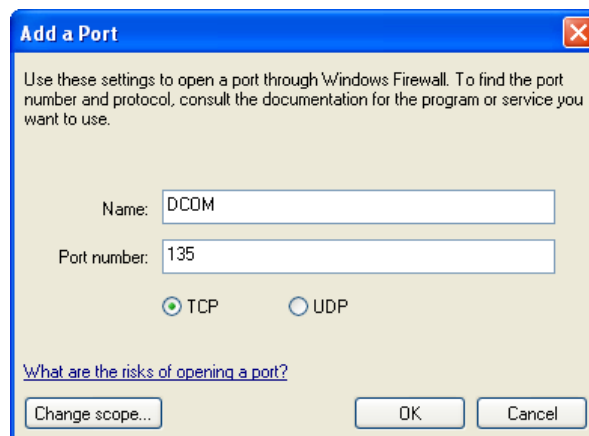 Add a Port
Use these settings to open a port through Windows Firewall. To find the port
number and protocol, consult the documentation for the program or service you
want to use.
Name: DCOM
Port number: 135
TCP UDP
What are the risks of opening a port?
Change scope... OK Cancel